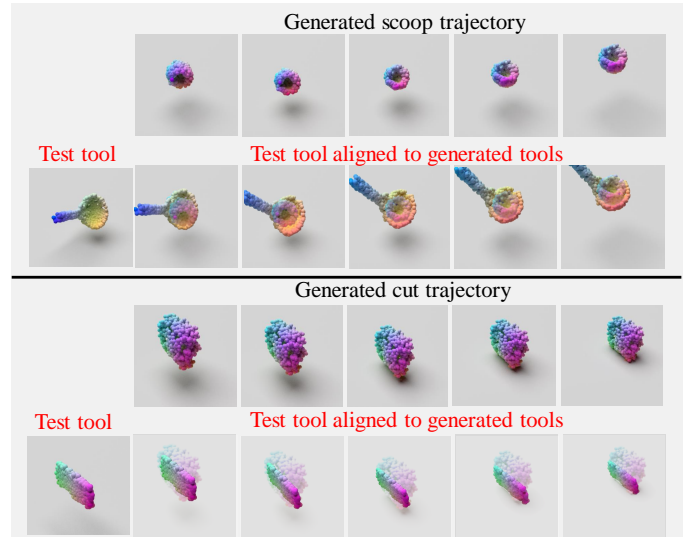 Generated scoop trajectory
Test tool
Test tool aligned to generated tools
Generated cut trajectory
Test tool
Test tool aligned to generated tools